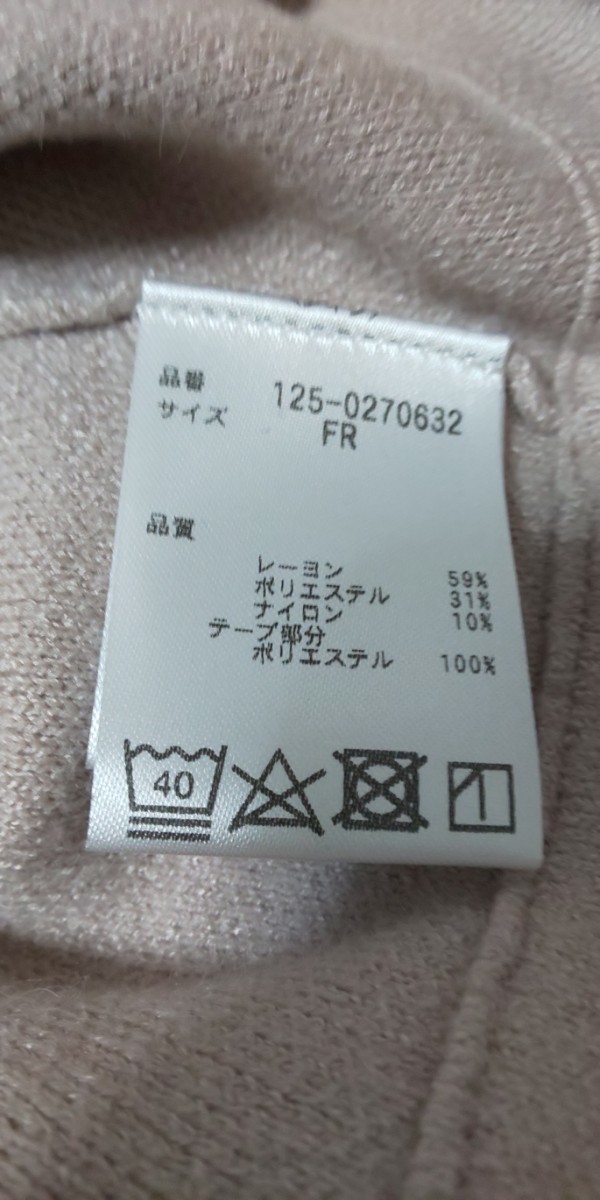 品番 125-0270632
サイズ FR
品質
レーヨン 59%
ポリエステル 31%
ナイロン 10%
テープ部分
ポリエステル 100%
40